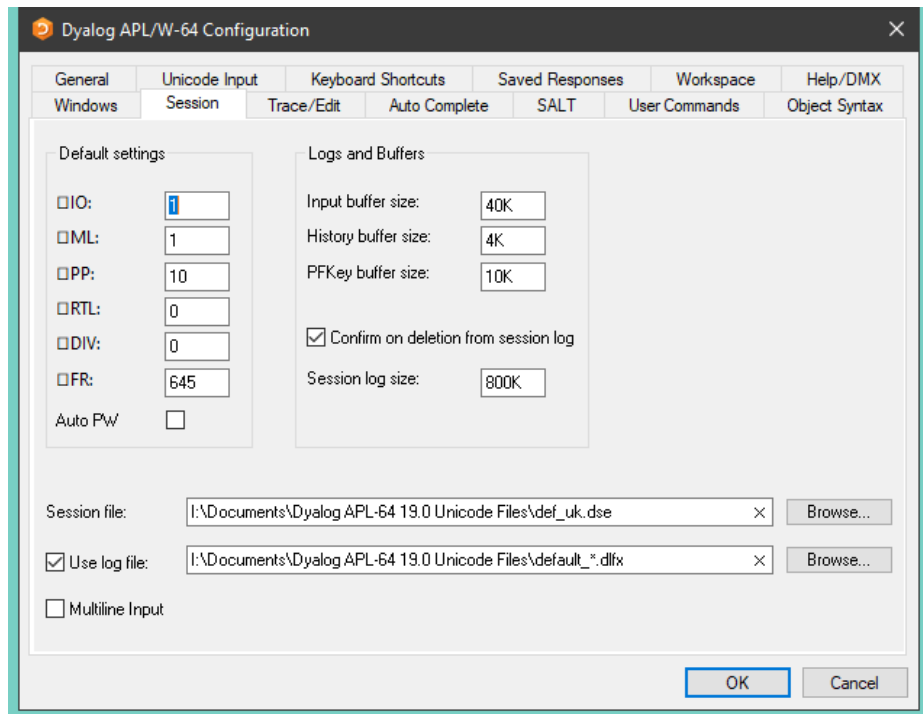 Dyalog APL/W-64 Configuration
General Unicode Input Keyboard Shortcuts Saved Responses Workspace Help/DMX
Windows Session Trace/Edit Auto Complete SALT User Commands Object Syntax
Default settings
⎕IO: 1
⎕ML: 1
⎕PP: 10
⎕RTL: 0
⎕DIV: 0
⎕FR: 645
Auto PW
Logs and Buffers
Input buffer size: 40K
History buffer size: 4K
PFKey buffer size: 10K
Confirm on deletion from session log
Session log size: 800K
Session file: I:\Documents\Dyalog APL-64 19.0 Unicode Files\def_uk.dse Browse...
Use log file: I:\Documents\Dyalog APL-64 19.0 Unicode Files\default_*.dlfx Browse...
Multiline Input
OK Cancel